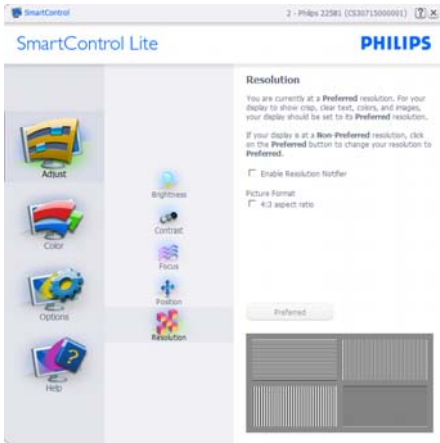 SmartControl
2 - Philips 225B1 (CS30715000001)
SmartControl Lite
PHILIPS
Adjust
Color
Options
Help
Brightness
Contrast
Focus
Position
Resolution
Resolution
You are currently at a Preferred resolution. For your
display to show crisp, clear text, colors, and images,
your display should be set to its Preferred resolution.
If your display is at a Non-Preferred resolution, click
on the Preferred button to change your resolution to
Preferred.
Enable Resolution Notifier
Picture Format
4:3 aspect ratio
Preferred